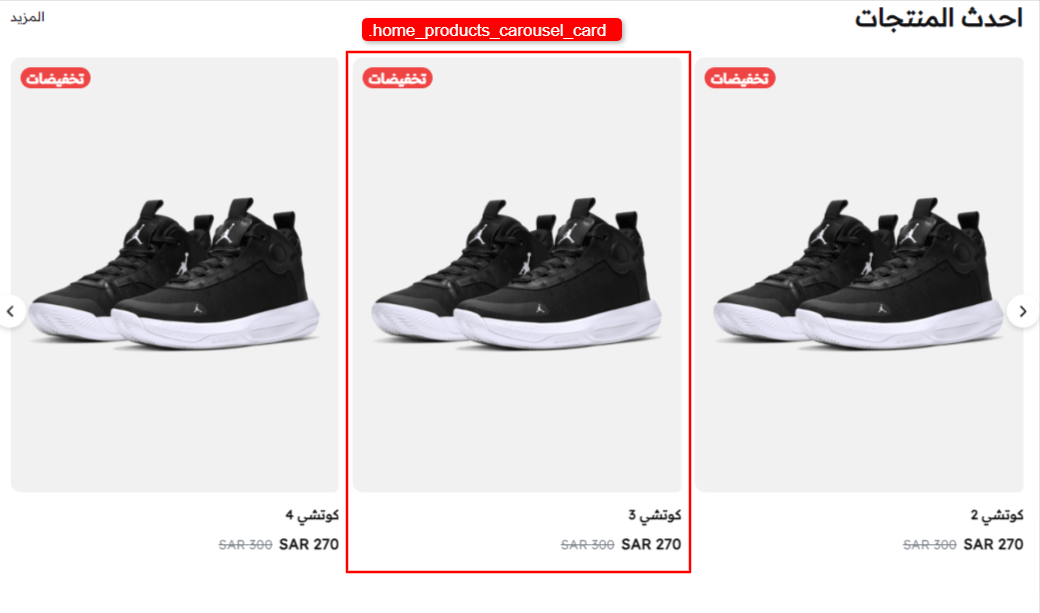 احدث المنتجات
المزيد
.home_products_carousel_card
تخفيضات
تخفيضات
تخفيضات
كوتشي 2
SAR 270 SAR 300
كوتشي 3
SAR 270 SAR 300
كوتشي 4
SAR 270 SAR 300